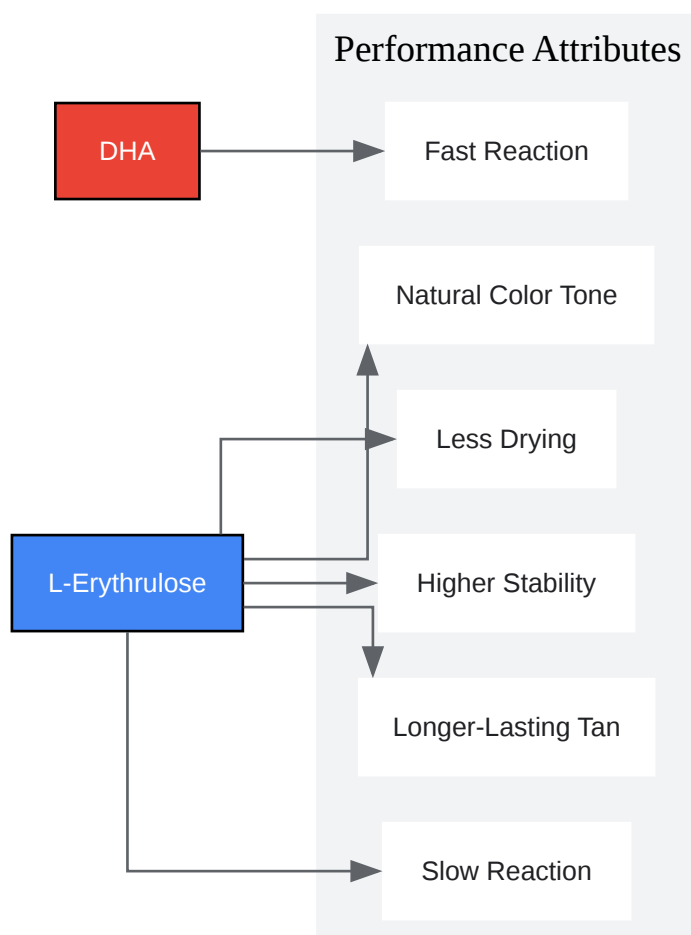 Performance Attributes
DHA
Fast Reaction
Natural Color Tone
Less Drying
L-Erythrulose
Higher Stability
Longer-Lasting Tan
Slow Reaction